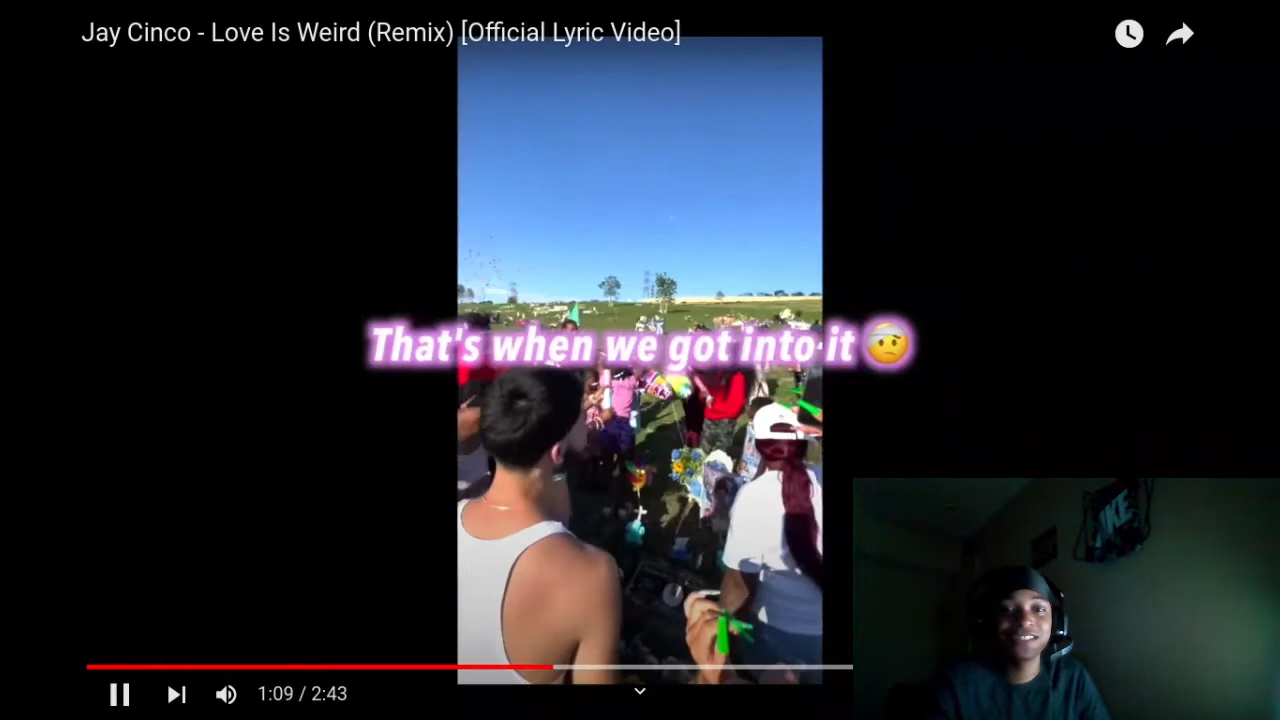 Jay Cinco - Love Is Weird (Remix) [Official Lyric Video]
That's when we got into it
NIKE
1:09 / 2:43